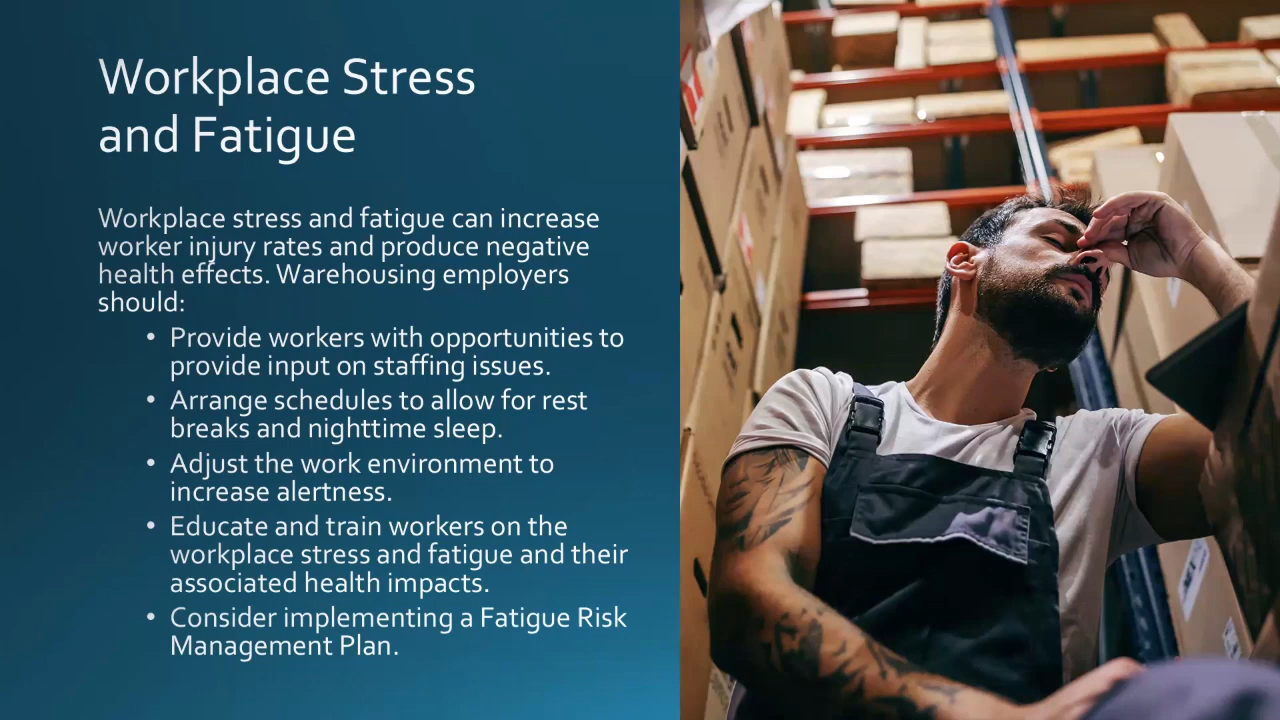 Workplace Stress
and Fatigue
Workplace stress and fatigue can increase
worker injury rates and produce negative
health effects. Warehousing employers
should:
• Provide workers with opportunities to
provide input on staffing issues.
• Arrange schedules to allow for rest
breaks and nighttime sleep.
• Adjust the work environment to
increase alertness.
• Educate and train workers on the
workplace stress and fatigue and their
associated health impacts.
• Consider implementing a Fatigue Risk
Management Plan.